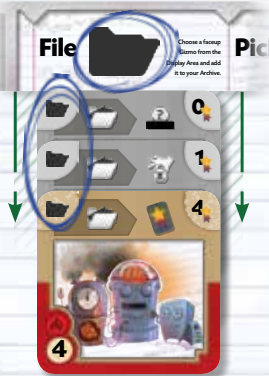 File
Choose a faceup
Gizmo from the
Display Area and add
it to your Archive.
Pic
?
0
1
4
4